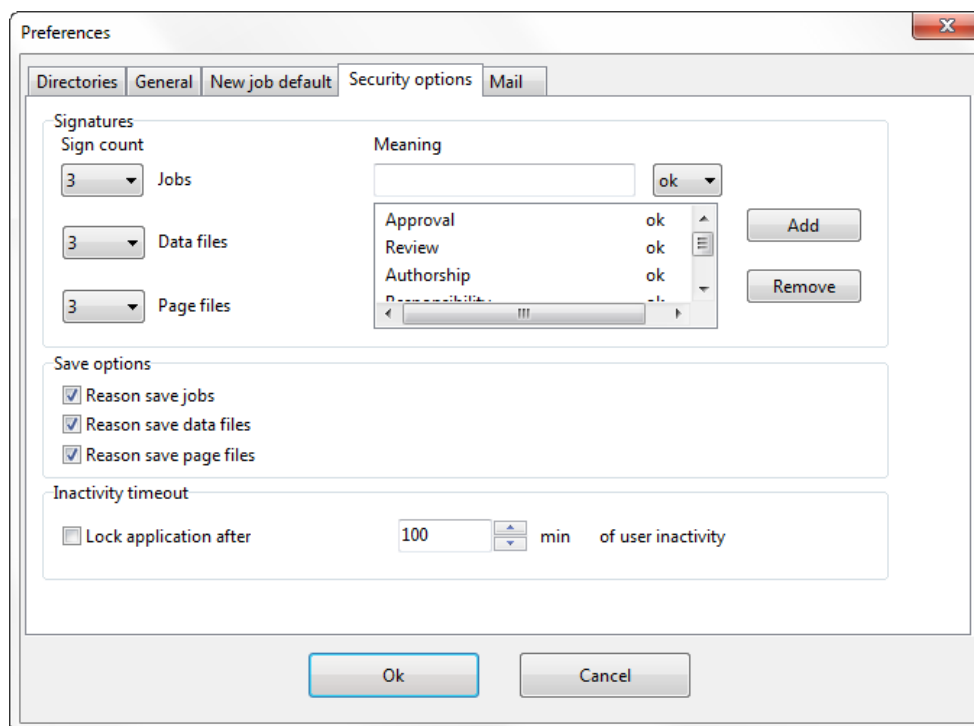 Preferences
Directories General New job default Security options Mail
Signatures
Sign count Meaning
3 Jobs ok
Approval ok
3 Data files Review ok Add
Authorship ok
3 Page files Responsibility ok Remove
Save options
Reason save jobs
Reason save data files
Reason save page files
Inactivity timeout
Lock application after 100 min of user inactivity
Ok Cancel